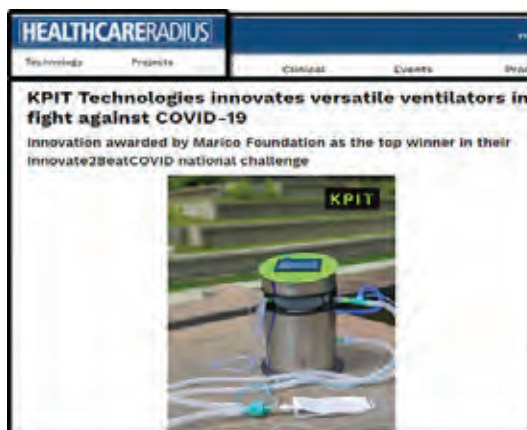 HEALTHCARERADIUS
Technology Projects Clinical Events
KPIT Technologies innovates versatile ventilators in
fight against COVID-19
Innovation awarded by Marico Foundation as the top winner in their
Innovate2BeatCOVID national challenge
KPIT